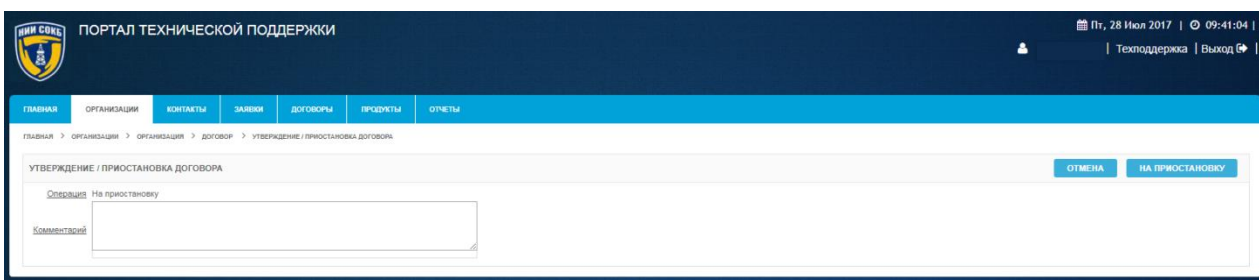 НИИ СОКБ
ПОРТАЛ ТЕХНИЧЕСКОЙ ПОДДЕРЖКИ
Пт, 28 Июл 2017 | 09:41:04 |
| Техподдержка | Выход |
ГЛАВНАЯ ОРГАНИЗАЦИИ КОНТАКТЫ ЗАЯВКИ ДОГОВОРЫ ПРОДУКТЫ ОТЧЕТЫ
ГЛАВНАЯ > ОРГАНИЗАЦИИ > ОРГАНИЗАЦИЯ > ДОГОВОР > УТВЕРЖДЕНИЕ / ПРИОСТАНОВКА ДОГОВОРА
УТВЕРЖДЕНИЕ / ПРИОСТАНОВКА ДОГОВОРА ОТМЕНА НА ПРИОСТАНОВКУ
Операция На приостановку
Комментарий